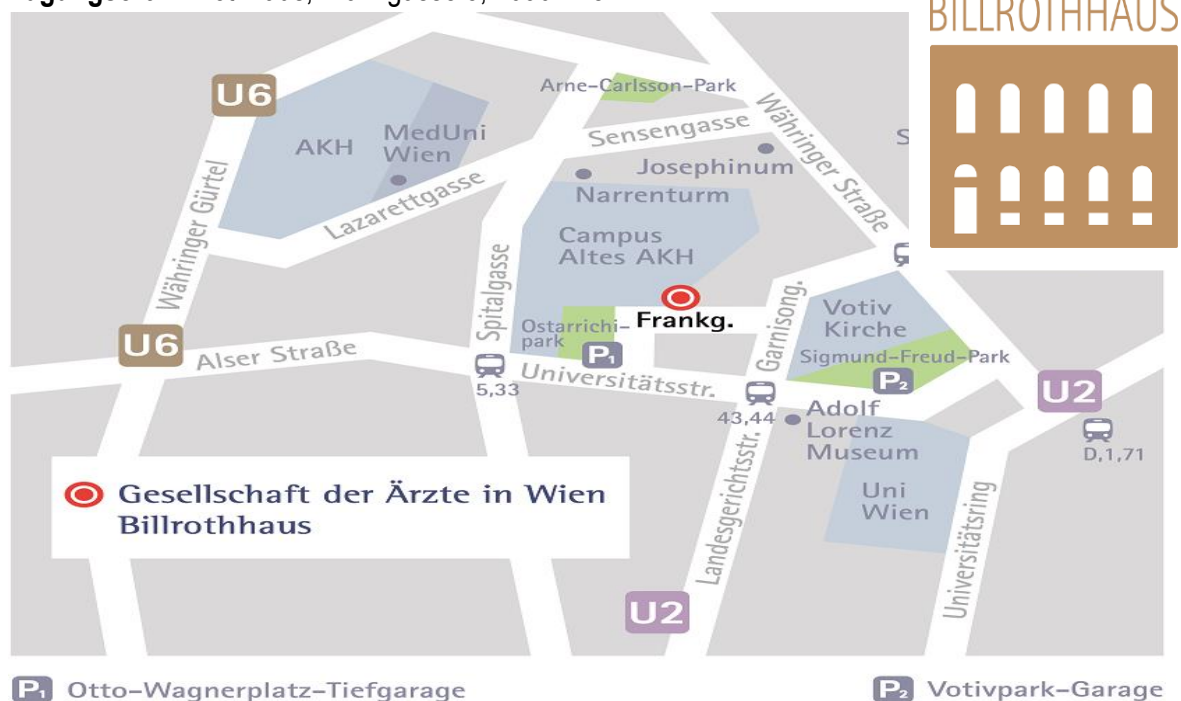 BILLROTHHAUS
U6
Arne-Carlsson-Park
AKH
MedUni
Wien
Sensengasse
Währinger Straße
Josephinum
Narrenturm
Lazarettgasse
Währinger Gürtel
Campus
Altes AKH
Spitalgasse
Garnisong.
Votiv
Kirche
Ostarrichi-
park
Frankg.
P1
U6
Alser Straße
5,33
Universitätsstr.
Sigmund-Freud-Park
P2
U2
43,44
Adolf
Lorenz
Museum
D,1,71
Landesgerichtsstr.
Uni
Wien
Universitätsring
Gesellschaft der Ärzte in Wien
Billrothhaus
U2
P1 Otto-Wagnerplatz-Tiefgarage
P2 Votivpark-Garage